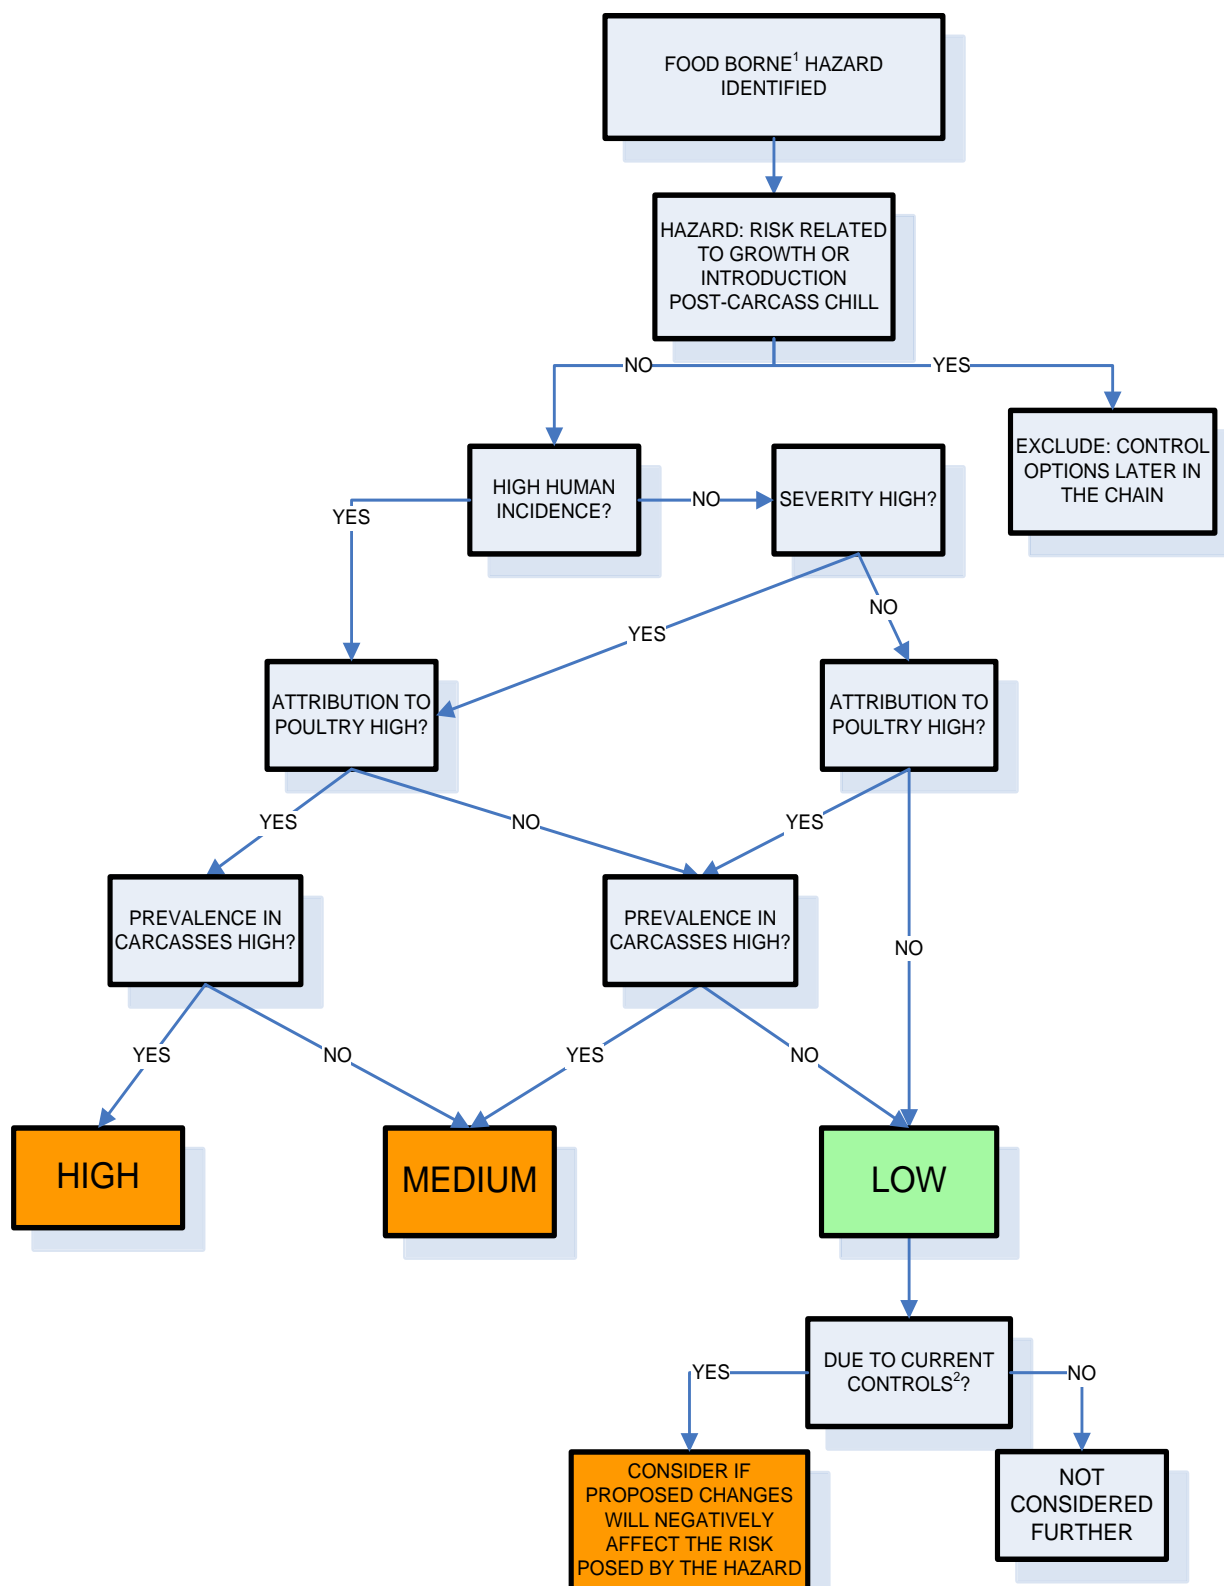 FOOD BORNE¹ HAZARD
IDENTIFIED
HAZARD: RISK RELATED
TO GROWTH OR
INTRODUCTION
POST-CARCASS CHILL
NO
YES
HIGH HUMAN
INCIDENCE?
NO
SEVERITY HIGH?
EXCLUDE: CONTROL
OPTIONS LATER IN
THE CHAIN
YES
YES
NO
ATTRIBUTION TO
POULTRY HIGH?
ATTRIBUTION TO
POULTRY HIGH?
YES
NO
YES
PREVALENCE IN
CARCASSES HIGH?
PREVALENCE IN
CARCASSES HIGH?
NO
YES
NO
YES
NO
HIGH
MEDIUM
LOW
DUE TO CURRENT
CONTROLS²?
YES
NO
CONSIDER IF
PROPOSED CHANGES
WILL NEGATIVELY
AFFECT THE RISK
POSED BY THE HAZARD
NOT
CONSIDERED
FURTHER